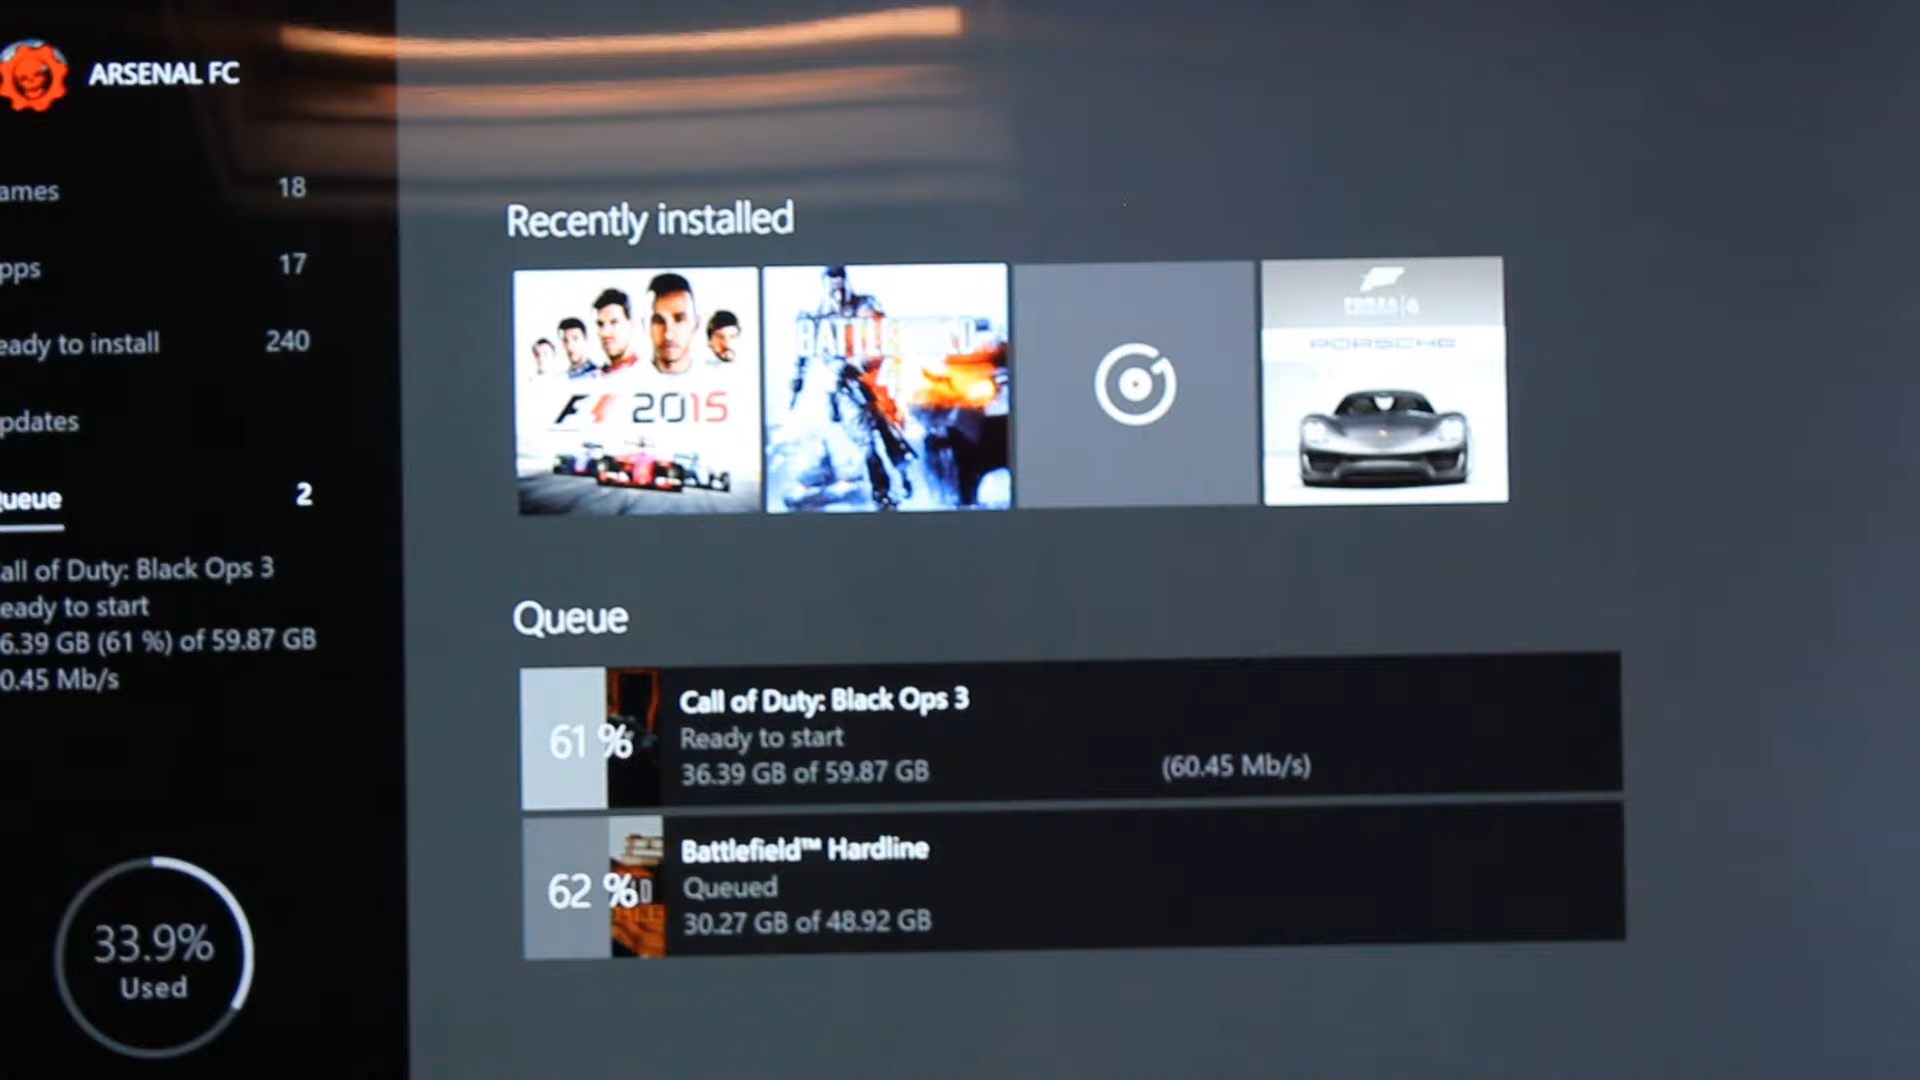 ARSENAL FC
ames 18
pps 17
eady to install 240
pdates
ueue 2
all of Duty: Black Ops 3
eady to start
6.39 GB (61 %) of 59.87 GB
0.45 Mb/s
33.9%
Used
Recently installed
F1 2015
BATTLEFIELD
FORZA 6
PORSCHE
Queue
61 %
Call of Duty: Black Ops 3
Ready to start
36.39 GB of 59.87 GB (60.45 Mb/s)
62 %
Battlefield™ Hardline
Queued
30.27 GB of 48.92 GB